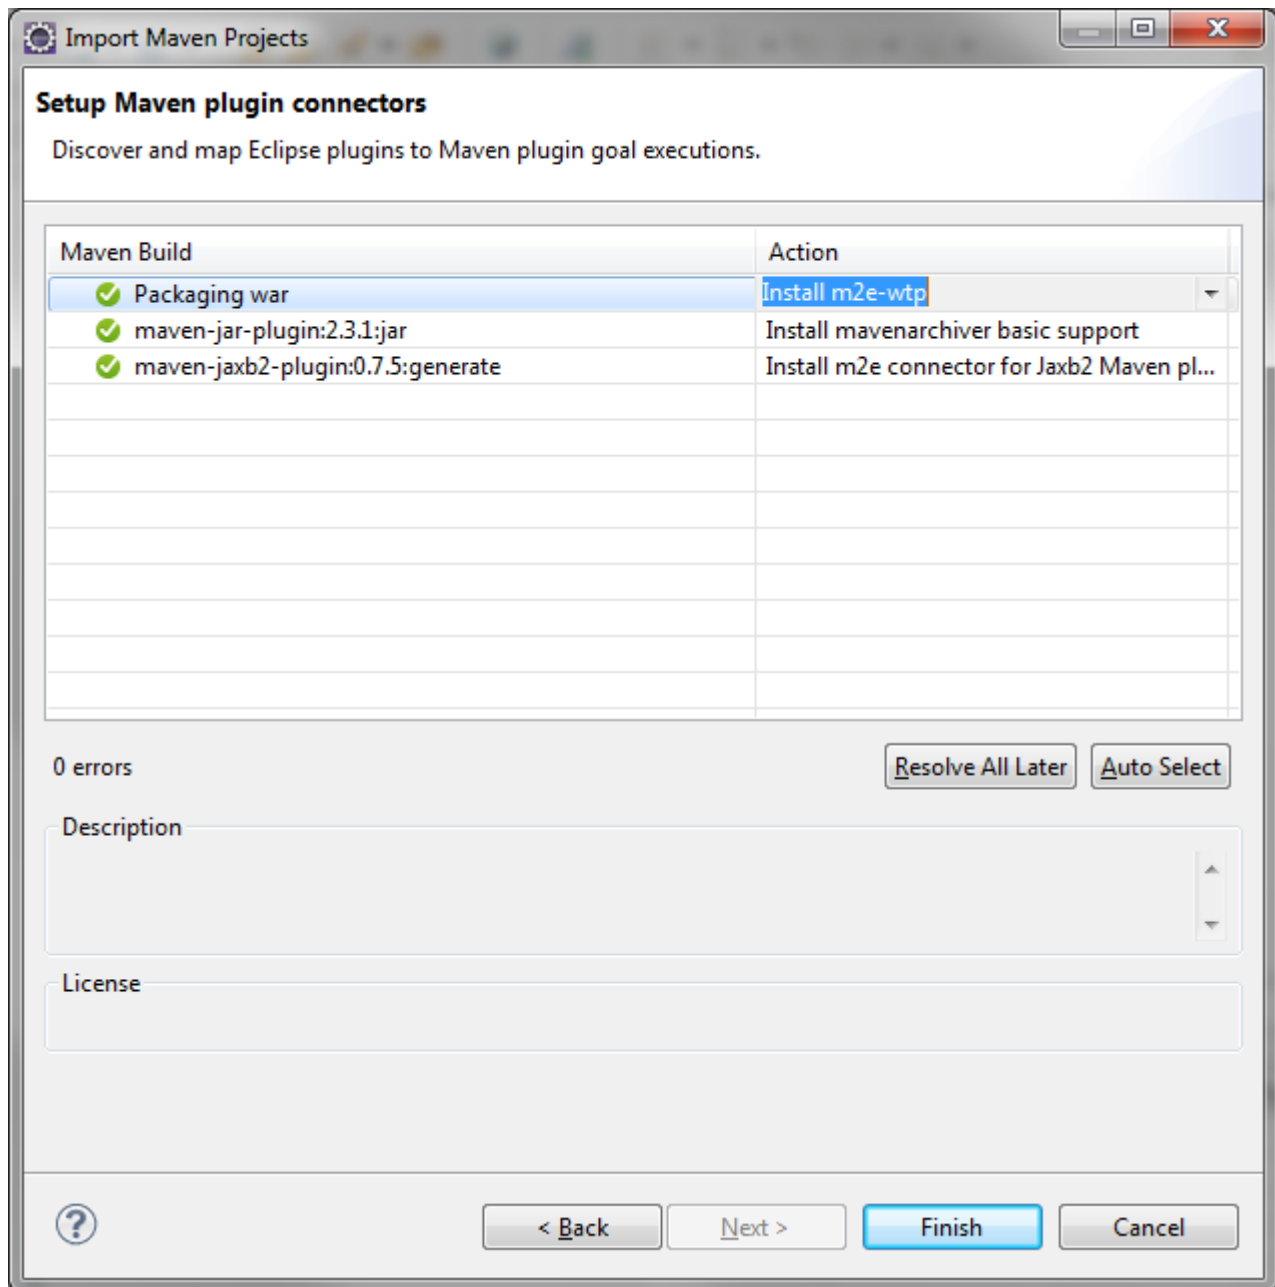 Import Maven Projects
Setup Maven plugin connectors
Discover and map Eclipse plugins to Maven plugin goal executions.
Maven Build Action
Packaging war Install m2e-wtp
maven-jar-plugin:2.3.1:jar Install mavenarchiver basic support
maven-jaxb2-plugin:0.7.5:generate Install m2e connector for Jaxb2 Maven pl...
0 errors Resolve All Later Auto Select
Description
License
? < Back Next > Finish Cancel